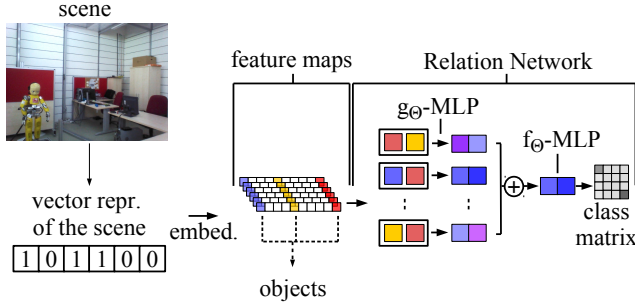 scene
vector repr.
of the scene
1 0 1 1 0 0
embed.
feature maps
objects
Relation Network
gΘ-MLP
fΘ-MLP
class
matrix